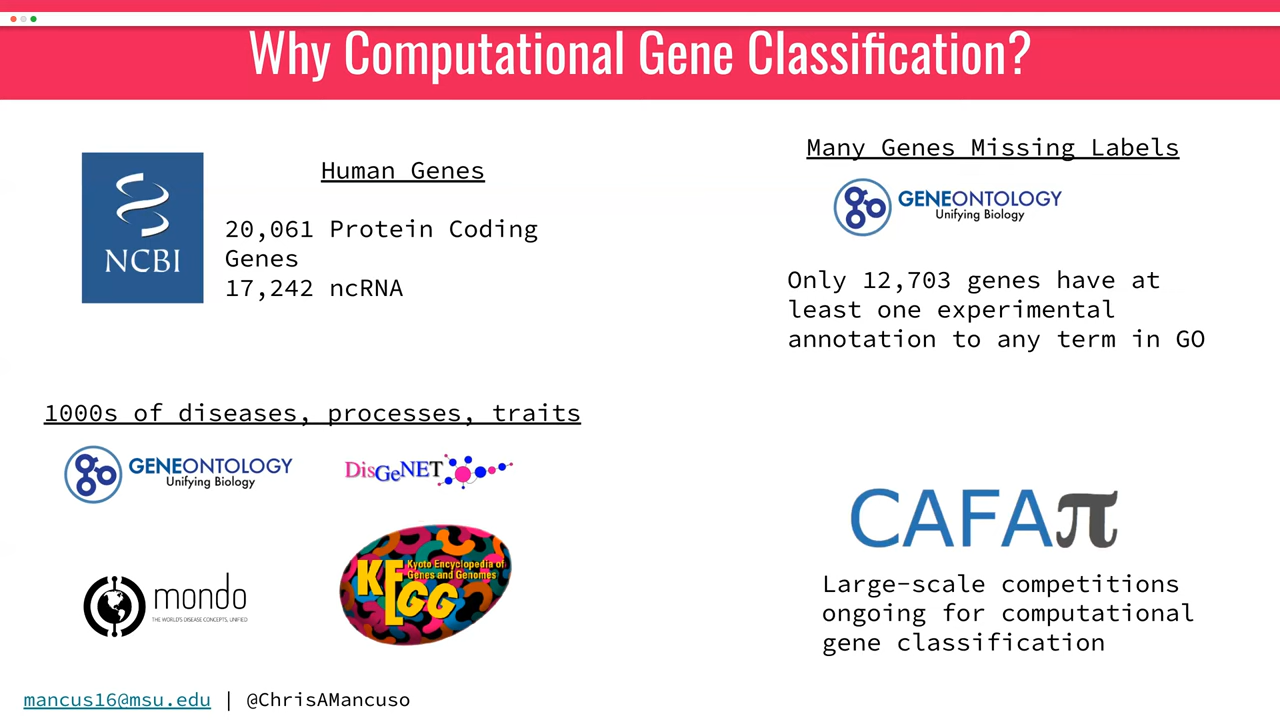 Why Computational Gene Classification?
NCBI
Human Genes
20,061 Protein Coding
Genes
17,242 ncRNA
Many Genes Missing Labels
GENEONTOLOGY
Unifying Biology
Only 12,703 genes have at
least one experimental
annotation to any term in GO
1000s of diseases, processes, traits
GENEONTOLOGY
Unifying Biology
DisGeNET
mondo
THE WORLD'S DISEASE CONCEPTS, UNIFIED
KEGG
Kyoto Encyclopedia of
Genes and Genomes
CAFAπ
Large-scale competitions
ongoing for computational
gene classification
mancus16@msu.edu | @ChrisAMancuso